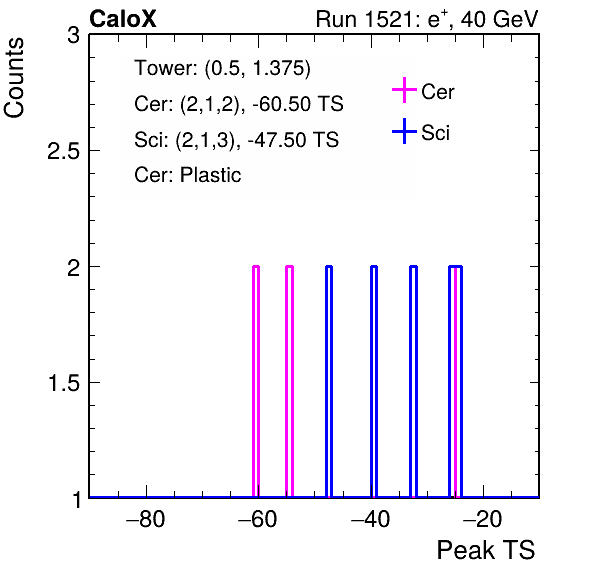 CaloX Run 1521: e+, 40 GeV
Counts
Tower: (0.5, 1.375)
Cer: (2,1,2), -60.50 TS
Sci: (2,1,3), -47.50 TS
Cer: Plastic
Cer
Sci
3
2.5
2
1.5
1
−80 −60 −40 −20
Peak TS